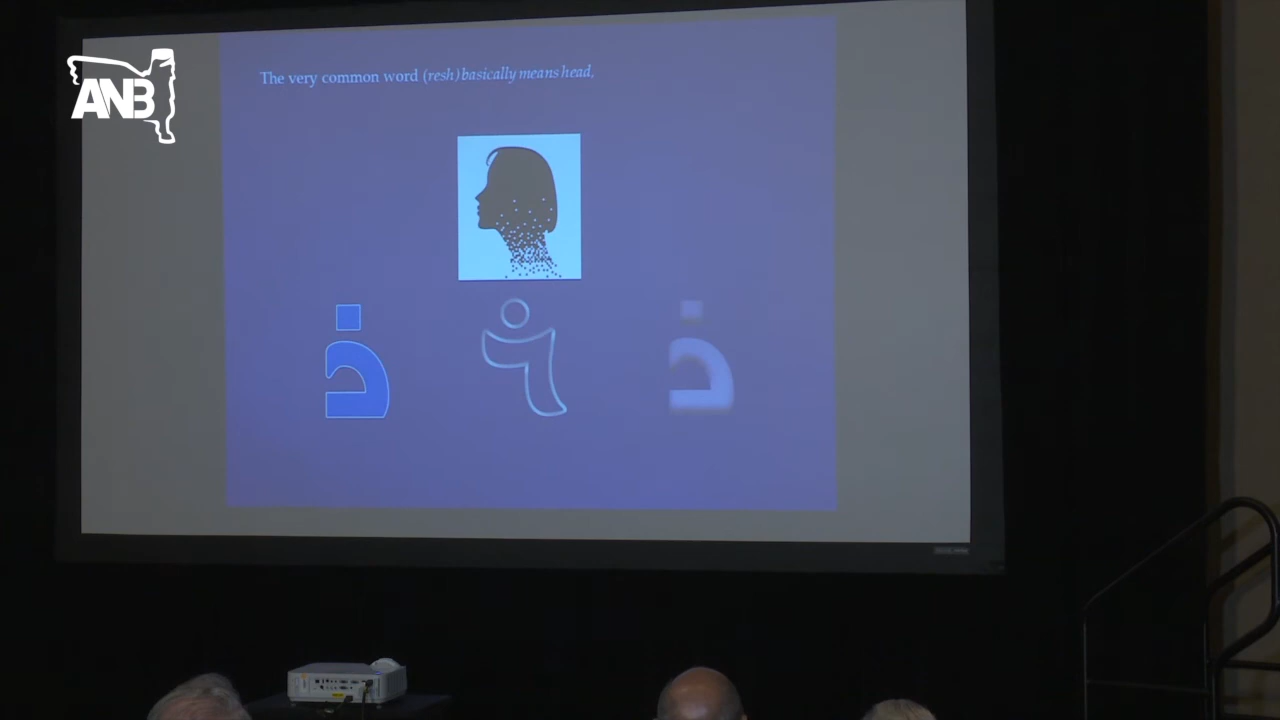 ANB
The very common word (resh) basically means head.
ܪ ܪ ܪ